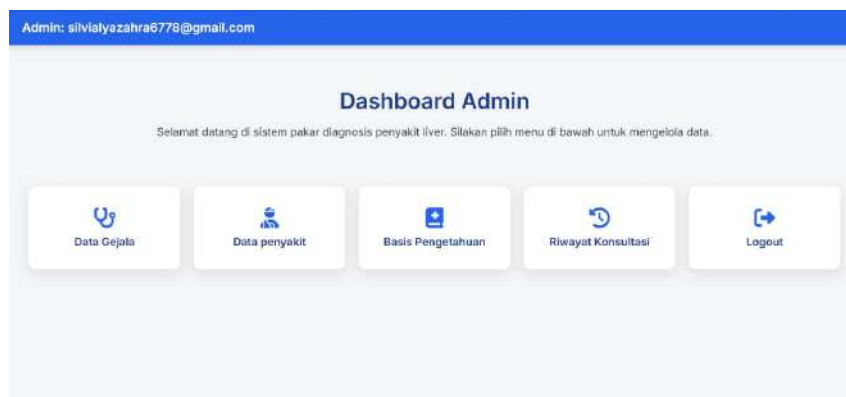 Admin: silvialyazahra6778@gmail.com
Dashboard Admin
Selamat datang di sistem pakar diagnosis penyakit liver. Silakan pilih menu di bawah untuk mengelola data.
Data Gejala
Data penyakit
Basis Pengetahuan
Riwayat Konsultasi
Logout